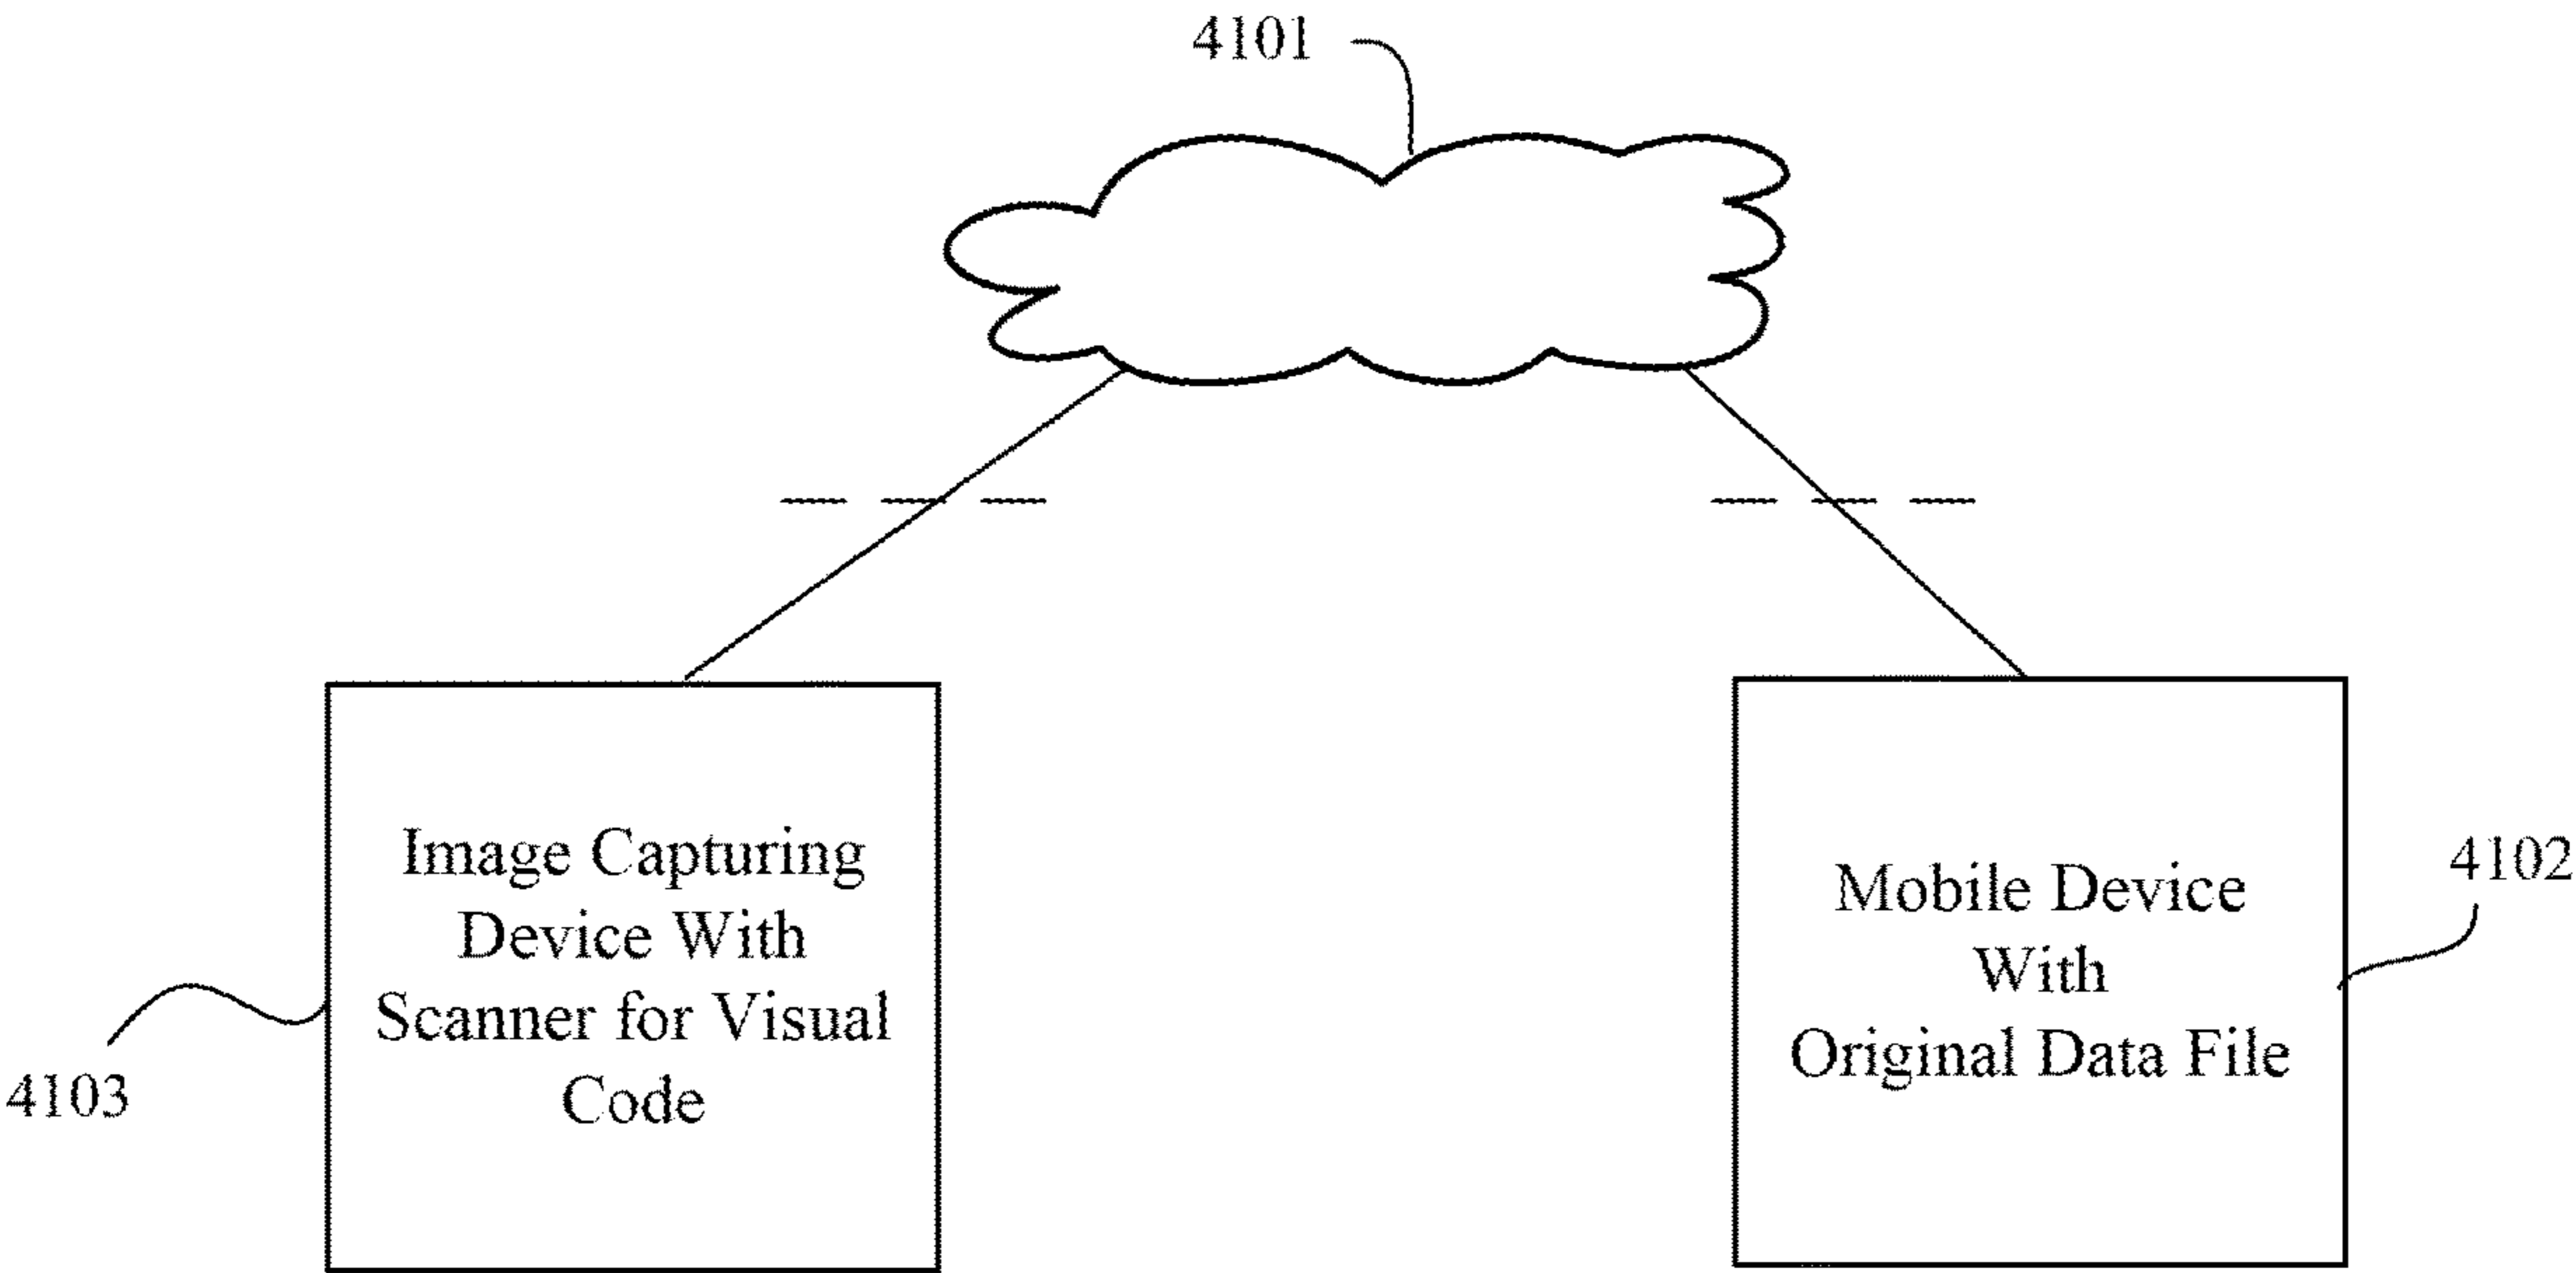 4101
Image Capturing
Device With
Scanner for Visual
Code
4103
Mobile Device
With
Original Data File
4102